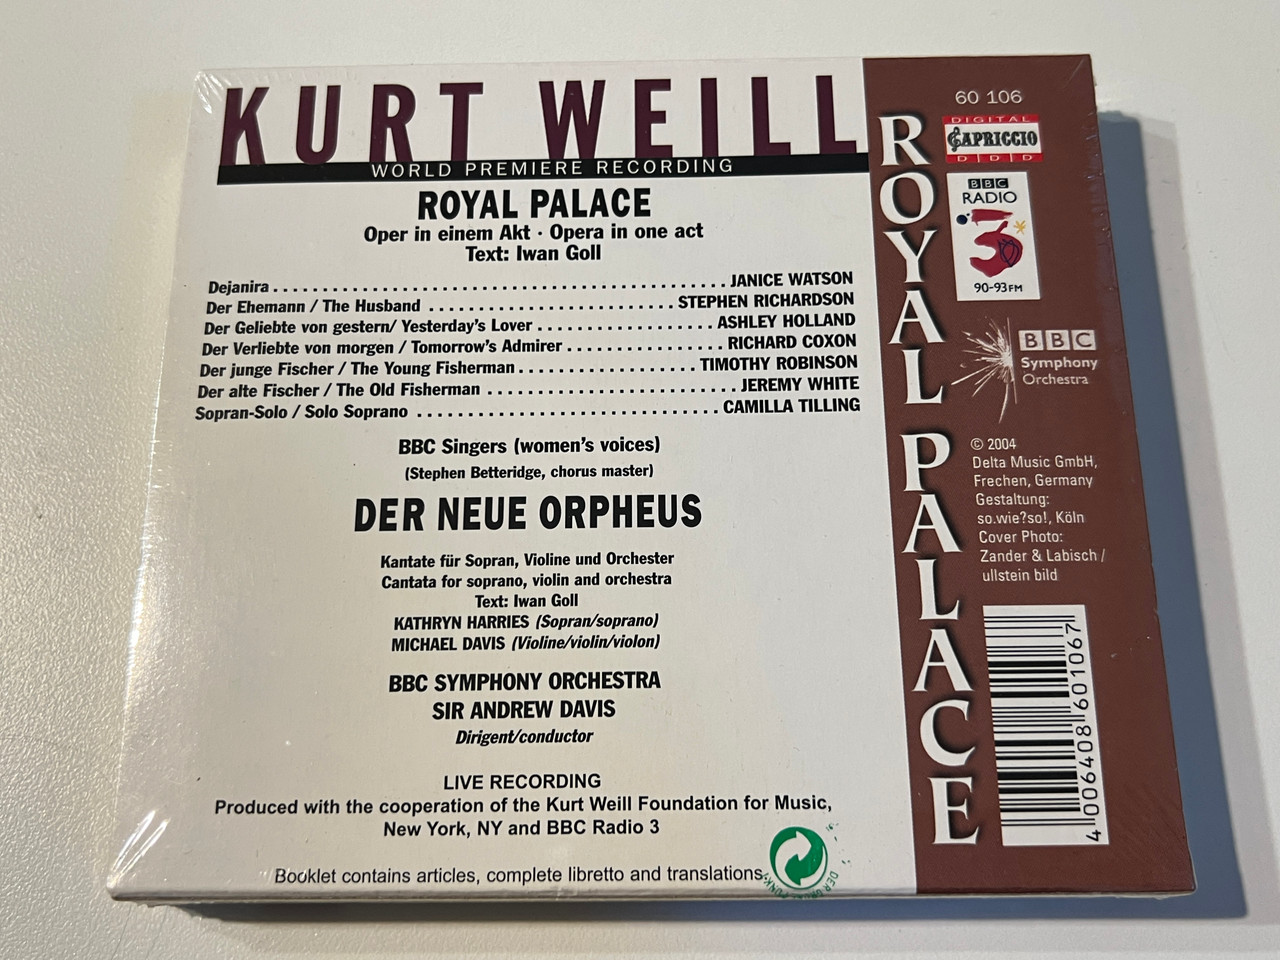 KURT WEILL
WORLD PREMIERE RECORDING
ROYAL PALACE
Oper in einem Akt · Opera in one act
Text: Iwan Goll
Dejanira ........ JANICE WATSON
Der Ehemann / The Husband ........ STEPHEN RICHARDSON
Der Geliebte von gestern/ Yesterday's Lover ........ ASHLEY HOLLAND
Der Verliebte von morgen / Tomorrow's Admirer ........ RICHARD COXON
Der junge Fischer / The Young Fisherman ........ TIMOTHY ROBINSON
Der alte Fischer / The Old Fisherman ........ JEREMY WHITE
Sopran-Solo / Solo Soprano ........ CAMILLA TILLING
BBC Singers (women's voices)
(Stephen Betteridge, chorus master)
DER NEUE ORPHEUS
Kantate für Sopran, Violine und Orchester
Cantata for soprano, violin and orchestra
Text: Iwan Goll
KATHRYN HARRIES (Sopran/soprano)
MICHAEL DAVIS (Violine/violin/violon)
BBC SYMPHONY ORCHESTRA
SIR ANDREW DAVIS
Dirigent/conductor
LIVE RECORDING
Produced with the cooperation of the Kurt Weill Foundation for Music,
New York, NY and BBC Radio 3
Booklet contains articles, complete libretto and translations.
DER GRÜNE PUNKT
ROYAL PALACE
60 106
DIGITAL
CAPRICCIO
D|D|D
BBC
RADIO
3
90-93 FM
BBC
Symphony
Orchestra
© 2004
Delta Music GmbH,
Frechen, Germany
Gestaltung:
so.wie?so!, Köln
Cover Photo:
Zander & Labisch /
ullstein bild
4 006408 601067